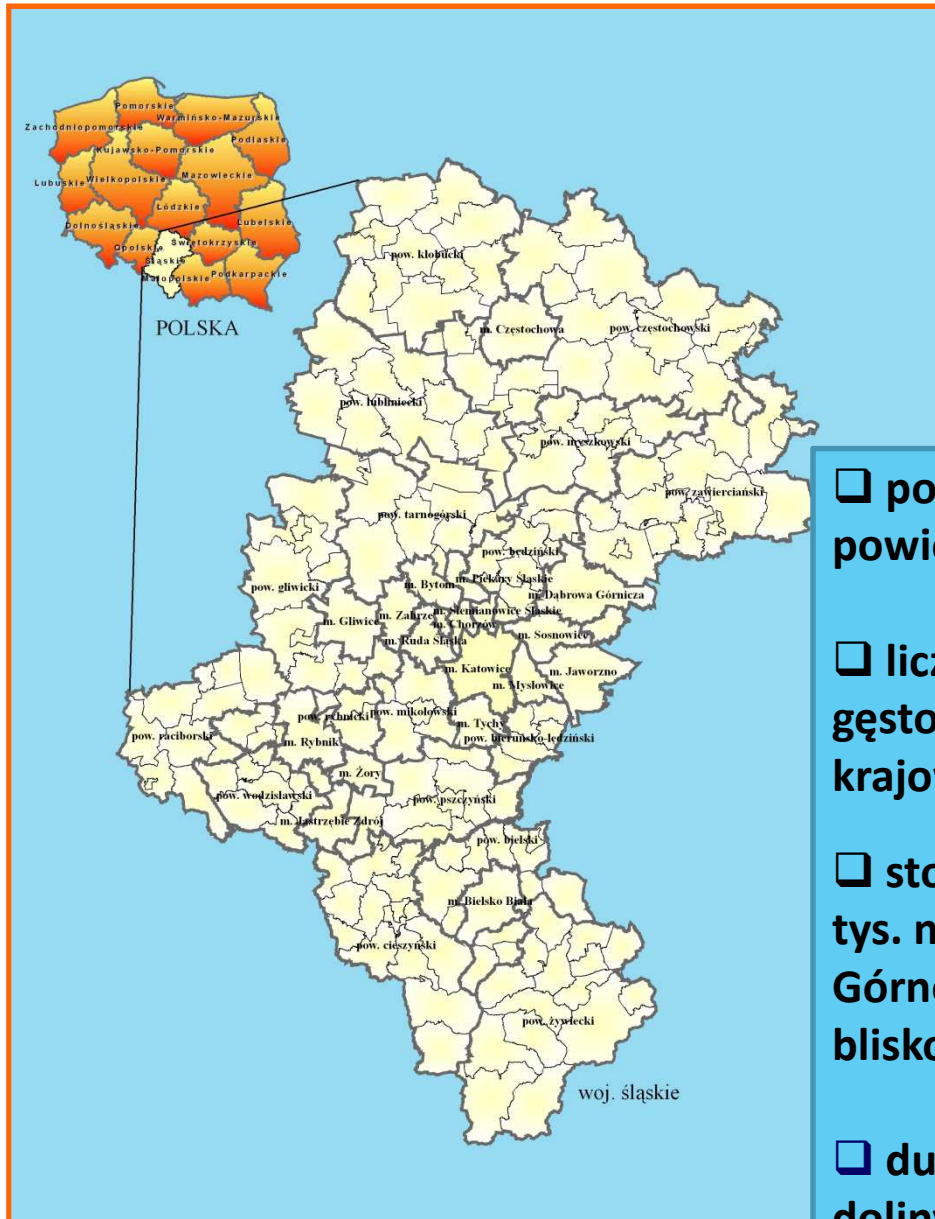 Pomorskie
Warmińsko-Mazurskie
Zachodniopomorskie
Podlaskie
Kujawsko-Pomorskie
Mazowieckie
Wielkopolskie
Lubuskie
Łódzkie
Lubelskie
Dolnośląskie
Świętokrzyskie
Opolskie
Śląskie
Podkarpackie
Małopolskie
POLSKA
pow. kłobucki
m. Częstochowa
pow. częstochowski
pow. lubliniecki
pow. myszkowski
pow. zawierciański
pow. tarnogórski
pow. będziński
pow. gliwicki
m. Bytom
m. Piekary Śląskie
m. Dąbrowa Górnicza
m. Gliwice
m. Zabrze
m. Siemianowice Śląskie
m. Chorzów
m. Ruda Śląska
m. Sosnowiec
m. Katowice
m. Jaworzno
m. Mysłowice
pow. raciborski
pow. rybnicki
pow. mikołowski
m. Tychy
m. Rybnik
pow. bieruńsko-lędziński
m. Żory
pow. wodzisławski
pow. pszczyński
m. Jastrzębie Zdrój
pow. bielski
m. Bielsko Biała
pow. cieszyński
pow. żywiecki
woj. śląskie
❑ po
powi
❑ licz
gęsto
krajow
❑ sto
tys. m
Górno
blisko
❑ du
doliny